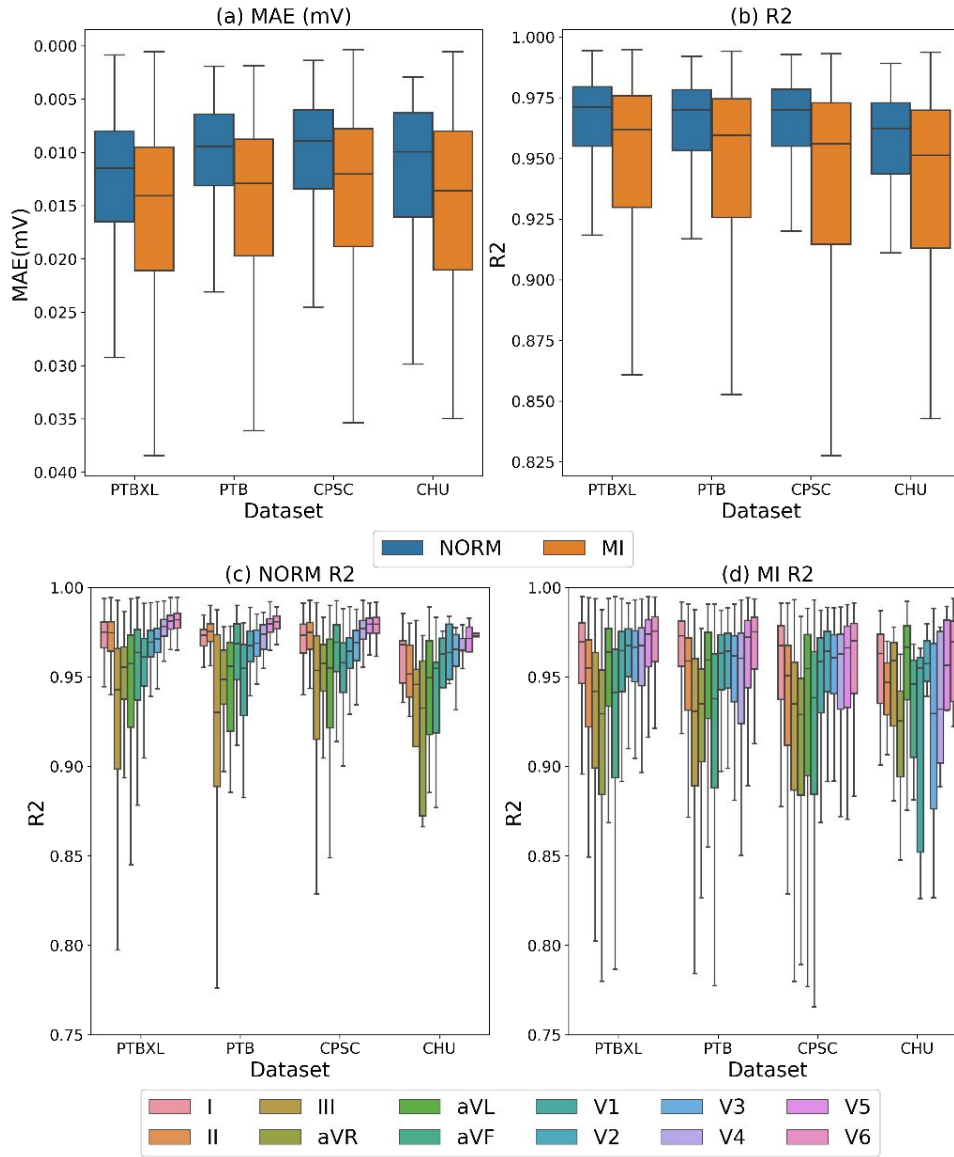 (a) MAE (mV)
0.000
0.005
0.010
0.015
0.020
0.025
0.030
0.035
0.040
MAE(mV)
PTBXL PTB CPSC CHU
Dataset
(b) R2
1.000
0.975
0.950
0.925
0.900
0.875
0.850
0.825
R2
PTBXL PTB CPSC CHU
Dataset
NORM MI
(c) NORM R2
1.00
0.95
0.90
0.85
0.80
0.75
R2
PTBXL PTB CPSC CHU
Dataset
(d) MI R2
1.00
0.95
0.90
0.85
0.80
0.75
R2
PTBXL PTB CPSC CHU
Dataset
I III aVL V1 V3 V5
II aVR aVF V2 V4 V6